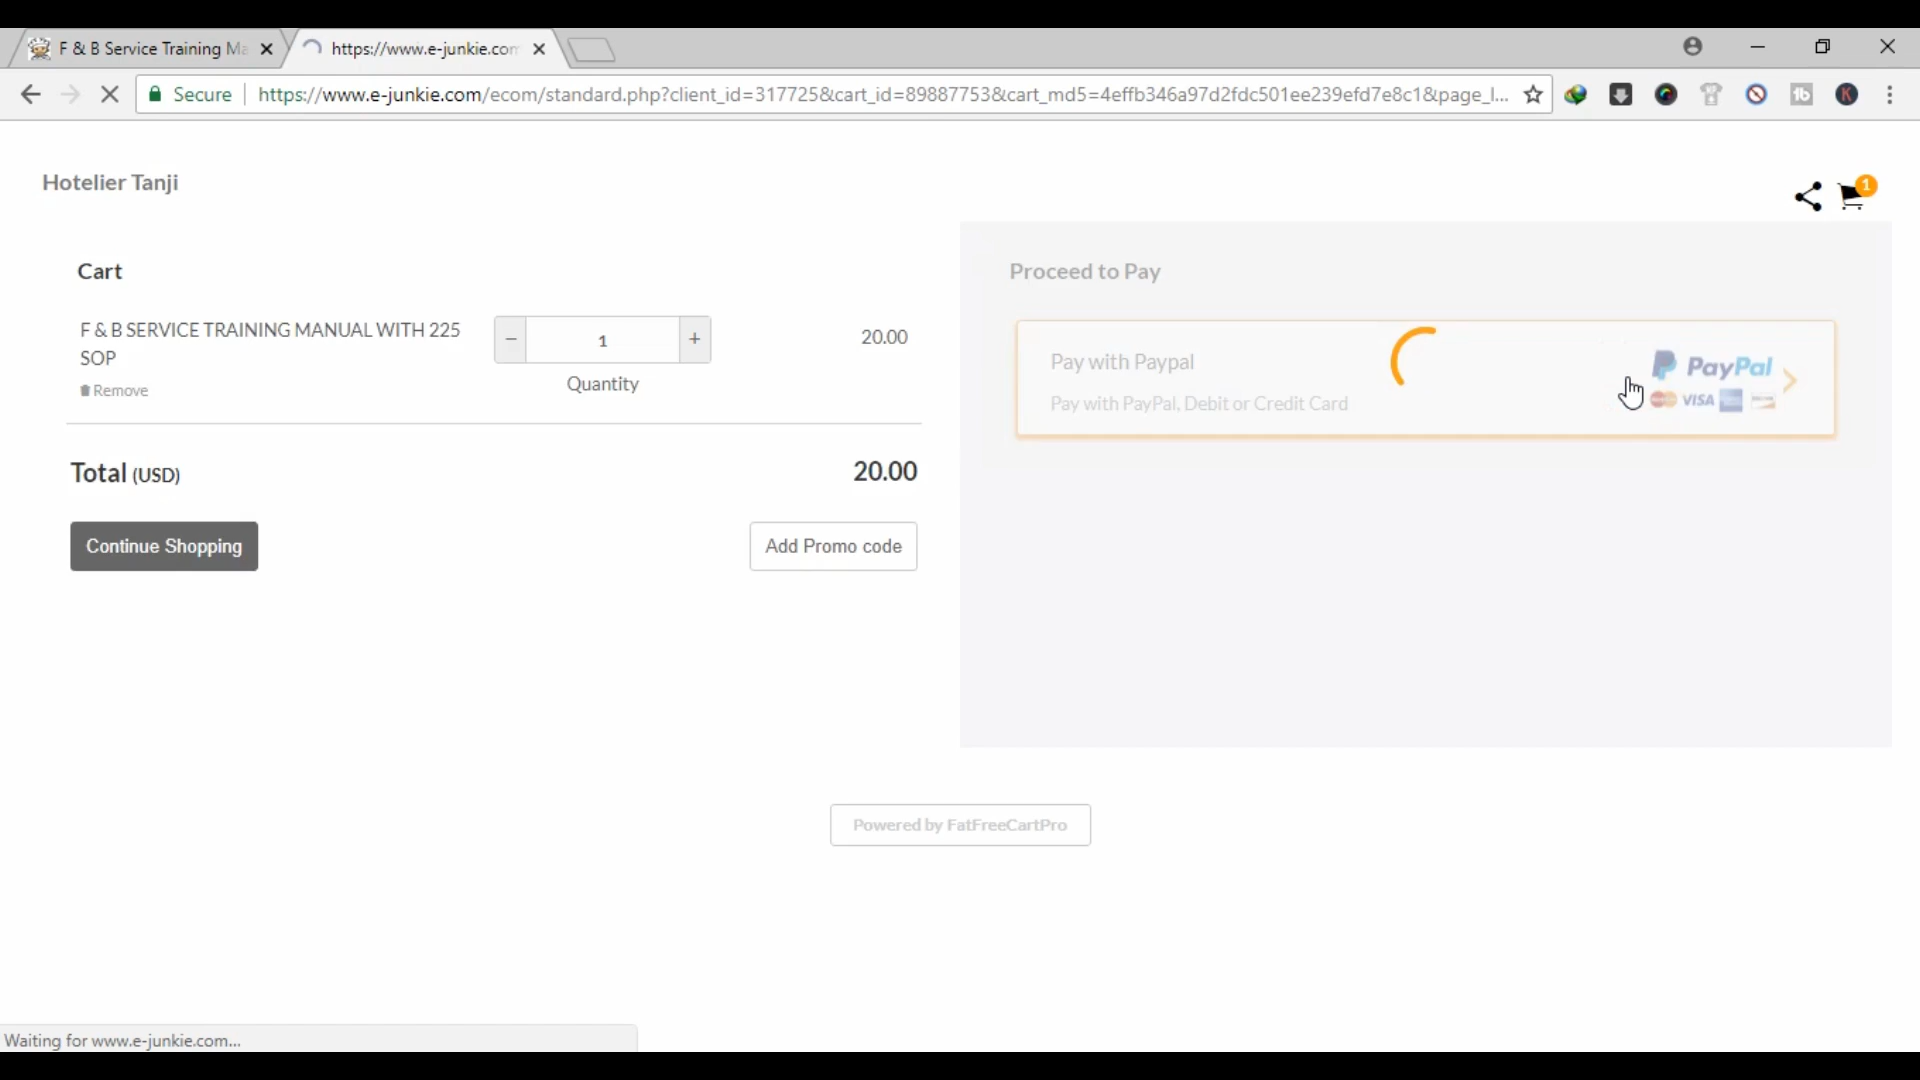 F & B Service Training Ma
https://www.e-junkie.com
Secure
https://www.e-junkie.com/ecom/standard.php?client_id=317725&cart_id=89887753&cart_md5=4effb346a97d2fdc501ee239efd7e8c1&page_l...
Hotelier Tanji
1
Cart
Proceed to Pay
F & B SERVICE TRAINING MANUAL WITH 225
SOP
− 1 +
20.00
Quantity
Remove
Pay with Paypal
Pay with PayPal, Debit or Credit Card
PayPal
VISA
Total (USD)
20.00
Continue Shopping
Add Promo code
Powered by FatFreeCartPro
Waiting for www.e-junkie.com...